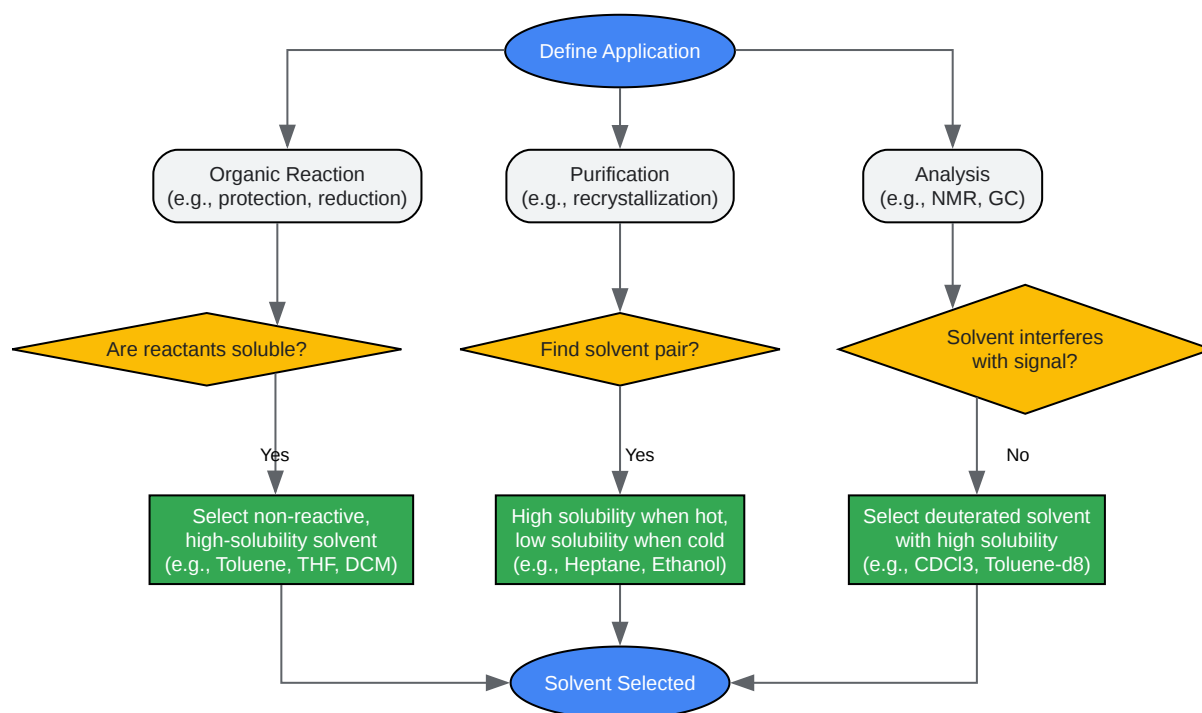 Define Application
Organic Reaction
(e.g., protection, reduction)
Purification
(e.g., recrystallization)
Analysis
(e.g., NMR, GC)
Are reactants soluble?
Find solvent pair?
Solvent interferes
with signal?
Yes
Yes
No
Select non-reactive,
high-solubility solvent
(e.g., Toluene, THF, DCM)
High solubility when hot,
low solubility when cold
(e.g., Heptane, Ethanol)
Select deuterated solvent
with high solubility
(e.g., CDCl3, Toluene-d8)
Solvent Selected